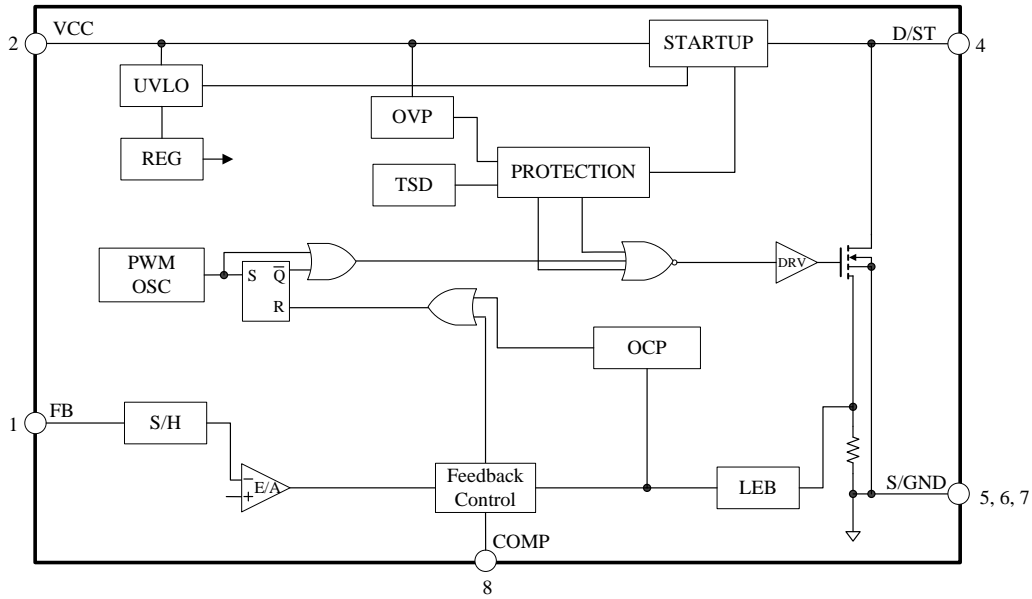 VCC
2
STARTUP
D/ST
4
UVLO
OVP
REG
TSD
PROTECTION
PWM
OSC
S Q̅
R
DRV
OCP
FB
1
S/H
−
+
E/A
Feedback
Control
LEB
S/GND
5, 6, 7
COMP
8